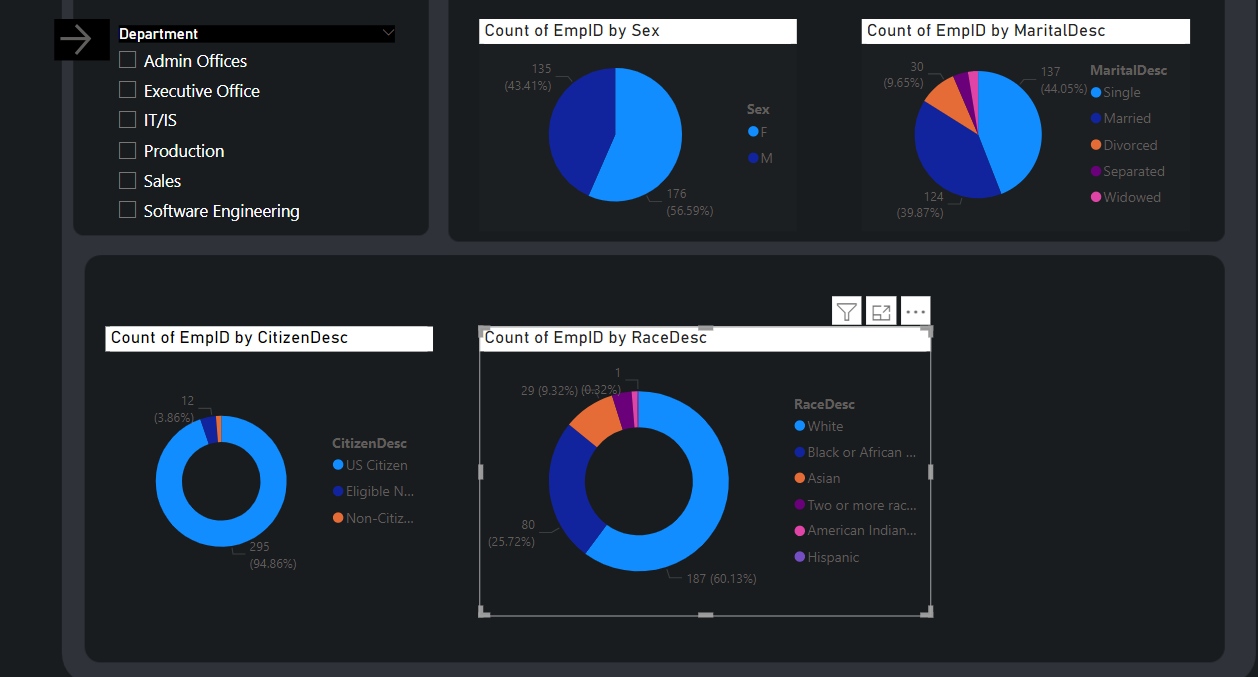 Department
Admin Offices
Executive Office
IT/IS
Production
Sales
Software Engineering
Count of EmpID by Sex
135
(43.41%)
176
(56.59%)
Sex
F
M
Count of EmpID by MaritalDesc
30
(9.65%)
137
(44.05%)
124
(39.87%)
MaritalDesc
Single
Married
Divorced
Separated
Widowed
Count of EmpID by CitizenDesc
12
(3.86%)
295
(94.86%)
CitizenDesc
US Citizen
Eligible N...
Non-Citiz...
Count of EmpID by RaceDesc
1
(0.32%)
29 (9.32%)
80
(25.72%)
187 (60.13%)
RaceDesc
White
Black or African ...
Asian
Two or more rac...
American Indian...
Hispanic